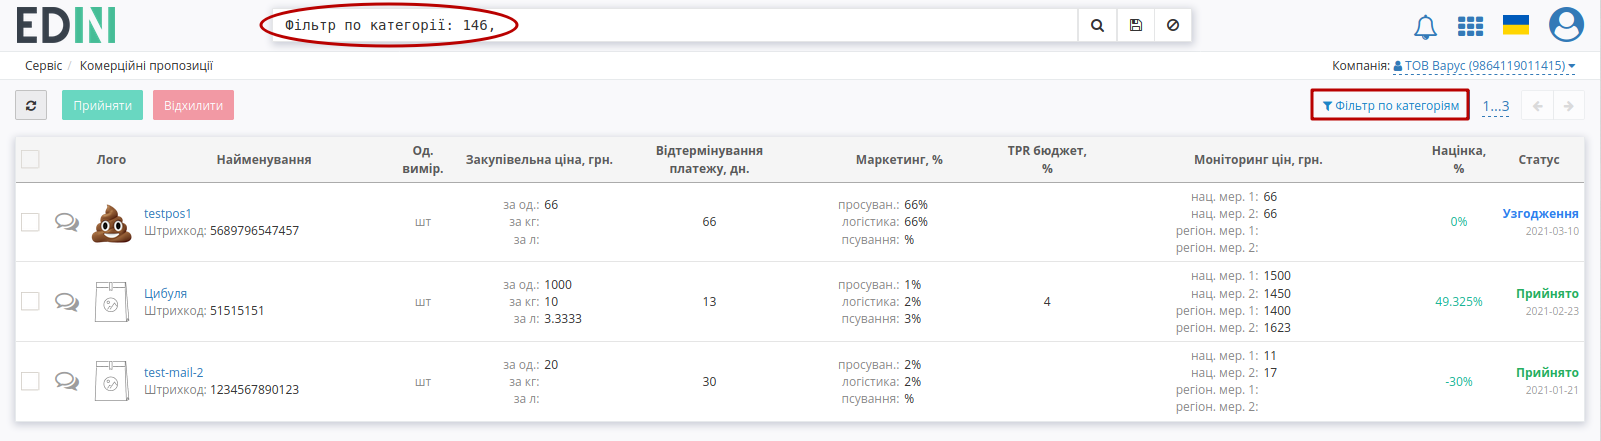 EDIN
Фільтр по категорії: 146,
Сервіс / Комерційні пропозиції
Компанія: ТОВ Варус (9864119011415)
Прийняти Відхилити
Фільтр по категоріям 1...3
Лого Найменування Од. вимір. Закупівельна ціна, грн. Відтермінування платежу, дн. Маркетинг, % TPR бюджет, % Моніторинг цін, грн. Націнка, % Статус
testpos1
Штрихкод: 5689796547457
шт
за од.: 66
за кг:
за л:
66
просуван.: 66%
логістика: 66%
псування: %
нац. мер. 1: 66
нац. мер. 2: 66
регіон. мер. 1:
регіон. мер. 2:
0%
Узгодження
2021-03-10
Цибуля
Штрихкод: 51515151
шт
за од.: 1000
за кг: 10
за л: 3.3333
13
просуван.: 1%
логістика: 2%
псування: 3%
4
нац. мер. 1: 1500
нац. мер. 2: 1450
регіон. мер. 1: 1400
регіон. мер. 2: 1623
49.325%
Прийнято
2021-02-23
test-mail-2
Штрихкод: 1234567890123
шт
за од.: 20
за кг:
за л:
30
просуван.: 2%
логістика: 2%
псування: %
нац. мер. 1: 11
нац. мер. 2: 17
регіон. мер. 1:
регіон. мер. 2:
-30%
Прийнято
2021-01-21